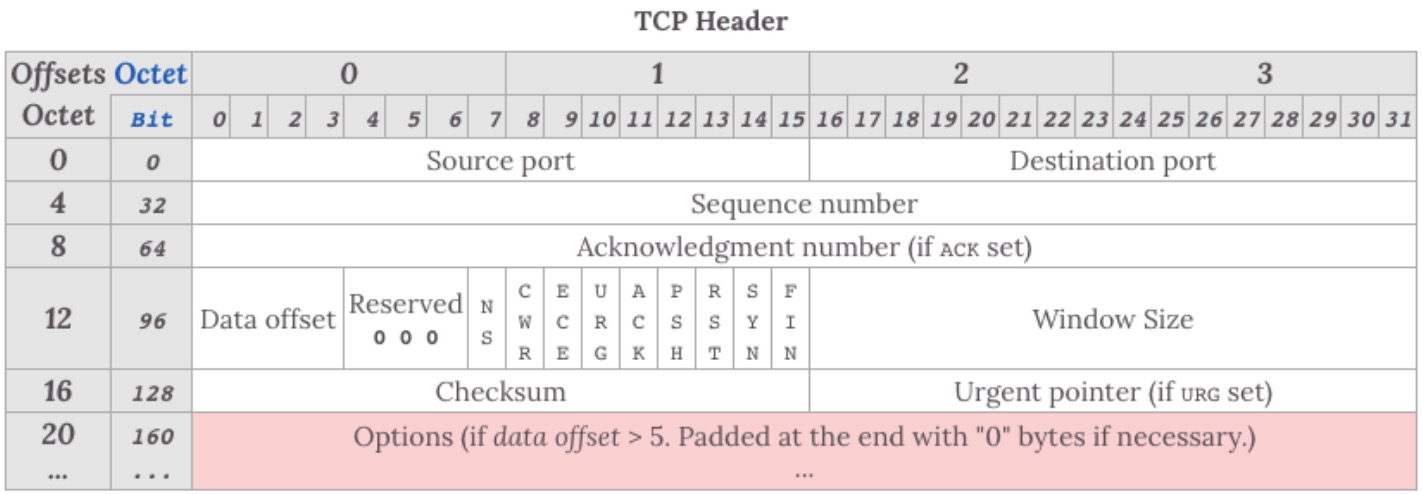 TCP Header
Offsets Octet 0 1 2 3
Octet Bit 0 1 2 3 4 5 6 7 8 9 10 11 12 13 14 15 16 17 18 19 20 21 22 23 24 25 26 27 28 29 30 31
0 0 Source port Destination port
4 32 Sequence number
8 64 Acknowledgment number (if ACK set)
12 96 Data offset Reserved 0 0 0 NS CWR ECE URG ACK PSH RST SYN FIN Window Size
16 128 Checksum Urgent pointer (if URG set)
20 160 Options (if data offset > 5. Padded at the end with "0" bytes if necessary.)
... ... ...